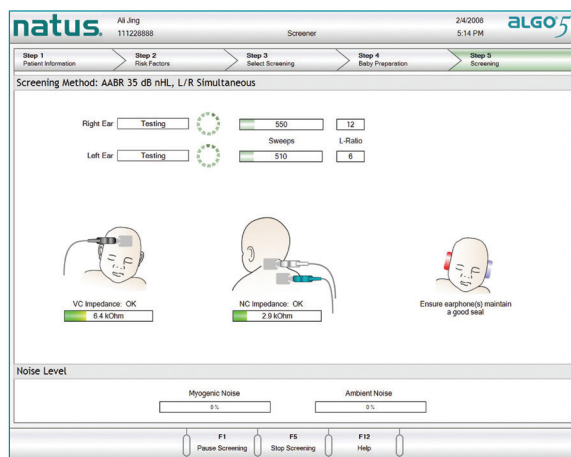 natus.
Ali Jing
111228888
Screener
2/4/2008
5:14 PM
ALGO 5
Step 1
Patient Information
Step 2
Risk Factors
Step 3
Select Screening
Step 4
Baby Preparation
Step 5
Screening
Screening Method: AABR 35 dB nHL, L/R Simultaneous
Right Ear Testing 550 12
Sweeps L-Ratio
Left Ear Testing 510 6
VC Impedance: OK
6.4 kOhm
NC Impedance: OK
2.9 kOhm
Ensure earphone(s) maintain
a good seal
Noise Level
Myogenic Noise Ambient Noise
0 % 0 %
F1
Pause Screening
F5
Stop Screening
F12
Help